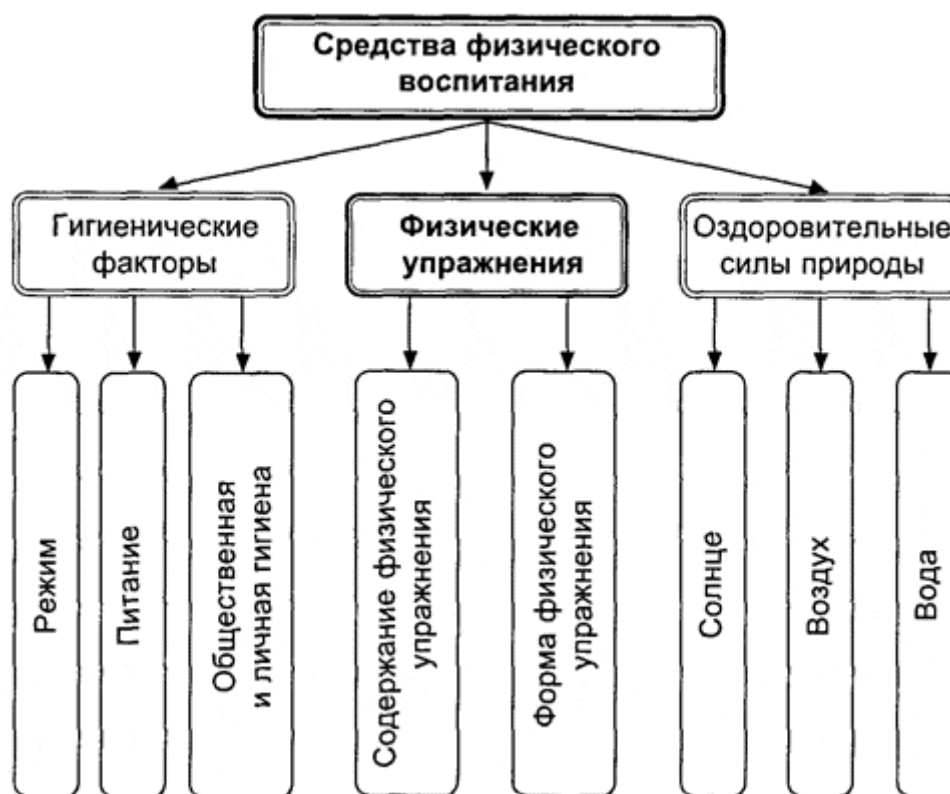 Средства физического
воспитания
Гигиенические
факторы
Физические
упражнения
Оздоровительные
силы природы
Режим
Питание
Общественная
и личная гигиена
Содержание физического
упражнения
Форма физического
упражнения
Солнце
Воздух
Вода